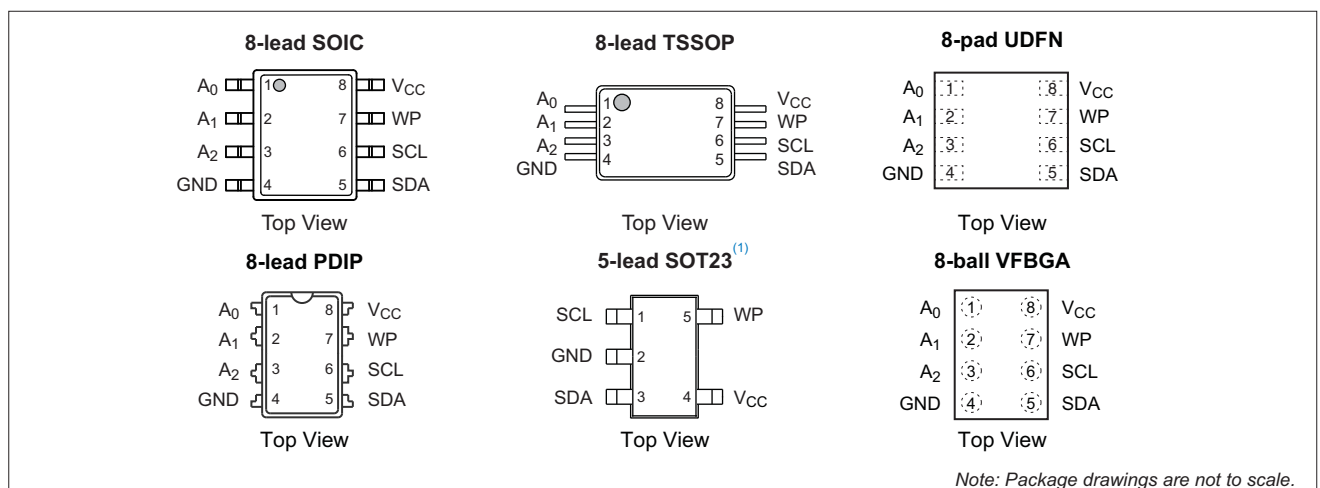 8-lead SOIC
A0 1 8 VCC
A1 2 7 WP
A2 3 6 SCL
GND 4 5 SDA
Top View
8-lead TSSOP
A0 1 8 VCC
A1 2 7 WP
A2 3 6 SCL
GND 4 5 SDA
Top View
8-pad UDFN
A0 1 8 VCC
A1 2 7 WP
A2 3 6 SCL
GND 4 5 SDA
Top View
8-lead PDIP
A0 1 8 VCC
A1 2 7 WP
A2 3 6 SCL
GND 4 5 SDA
Top View
5-lead SOT23(1)
SCL 1 5 WP
GND 2
SDA 3 4 VCC
Top View
8-ball VFBGA
A0 1 8 VCC
A1 2 7 WP
A2 3 6 SCL
GND 4 5 SDA
Top View
Note: Package drawings are not to scale.